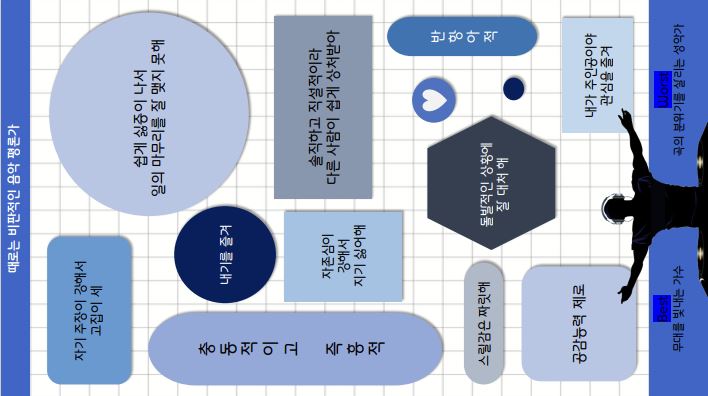 때로는 비판적인 음악 평론가
자기 주장이 강해서
고집이 세
쉽게 싫증이 나서
일의 마무리를 잘 맺지 못해
충동적이고 즉흥적
내기를 즐겨
자존심이
강해서
지기 싫어해
솔직하고 직설적이라
다른 사람이 쉽게 상처받아
반항아적
스릴감은 짜릿해
돌발적인 상황에
잘 대처 해
공감능력 제로
내가 주인공이야
관심을 즐겨
Best
무대를 빛내는 가수
Worst
곡의 분위기를 살리는 성악가